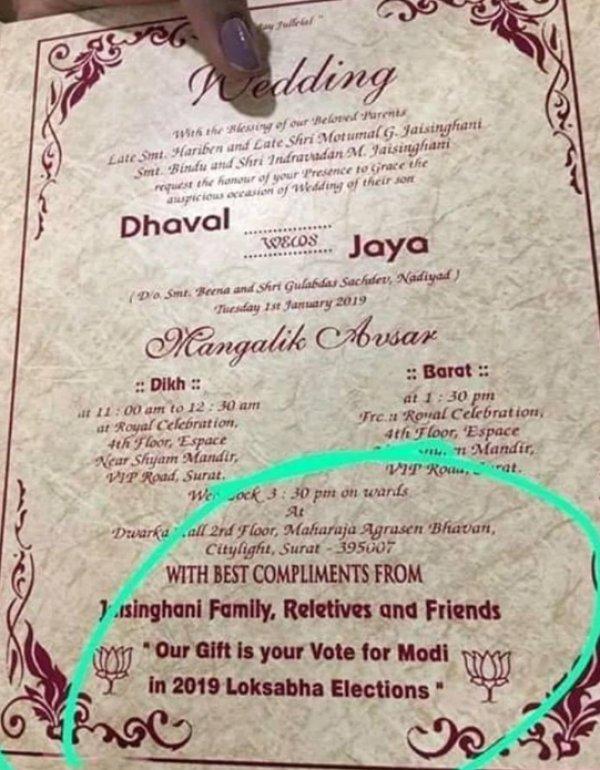 Wedding
With the Blessing of our Beloved Parents
Late Smt. Hariben and Late Shri Motumal G. Jaisinghani
Smt. Bindu and Shri Indravadan M. Jaisinghani
request the honour of your Presence to Grace the
auspicious occasion of Wedding of their son
Dhaval
Weds
Jaya
( D/o. Smt. Beena and Shri Gulabdas Sachdev, Nadiyad )
Tuesday 1st January 2019
Mangalik Avsar
:: Dikh ::
at 11 : 00 am to 12 : 30 am
at Royal Celebration,
4th Floor, Espace
Near Shyam Mandir,
VIP Road, Surat.
:: Barat ::
at 1 : 30 pm
Royal Celebration,
4th Floor, Espace
Mandir,
VIP
3 : 30 pm on wards
At
Dwarka 2rd Floor, Maharaja Agrasen Bhavan,
Citylight, Surat - 395007
WITH BEST COMPLIMENTS FROM
Jaisinghani Family, Reletives and Friends
" Our Gift is your Vote for Modi
in 2019 Loksabha Elections "